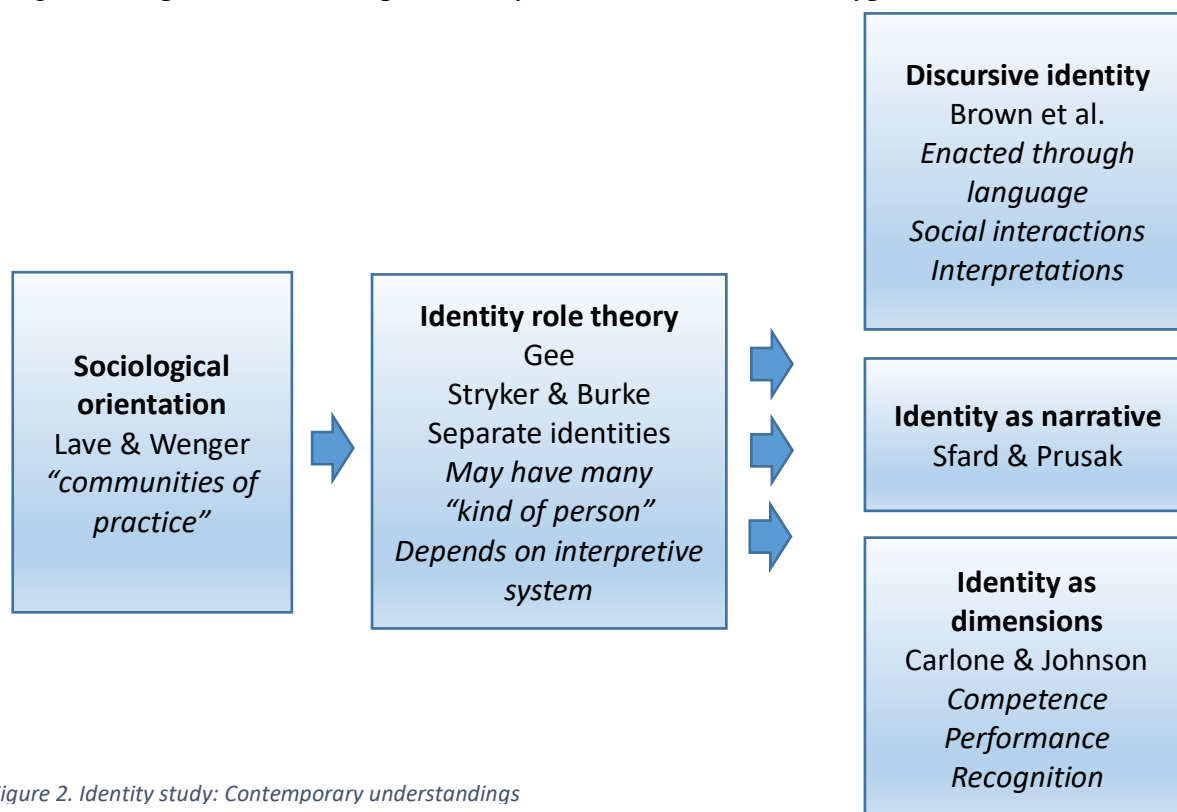 Sociological
orientation
Lave & Wenger
“communities of
practice”
Identity role theory
Gee
Stryker & Burke
Separate identities
May have many
“kind of person”
Depends on interpretive
system
Discursive identity
Brown et al.
Enacted through
language
Social interactions
Interpretations
Identity as narrative
Sfard & Prusak
Identity as
dimensions
Carlone & Johnson
Competence
Performance
Recognition
igure 2. Identity study: Contemporary understandings